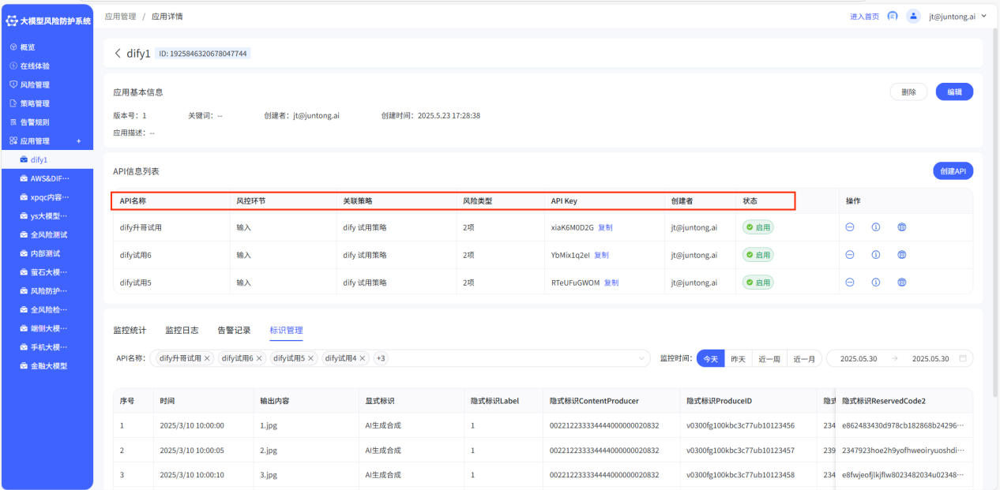 大模型风险防护系统
应用管理 / 应用详情
进入首页 jt@juntong.ai
概览
在线体验
风险管理
策略管理
告警规则
应用管理 +
dify1
AWS&DIF···
xpqc内容···
ys大模型···
全风险测试
内部测试
萤石大模···
风险防护···
全风险检···
端侧大模···
手机大模···
金融大模型
dify1 ID: 1925846320678047744
应用基本信息
删除 编辑
版本号: 1 关键词: -- 创建者: jt@juntong.ai 创建时间: 2025.5.23 17:28:38
应用描述: --
API信息列表
创建API
API名称 风控环节 关联策略 风险类型 API Key 创建者 状态 操作
dify升哥试用 输入 dify 试用策略 2项 xiaK6M0D2G 复制 jt@juntong.ai 启用
dify试用6 输入 dify 试用策略 2项 YbMix1q2eI 复制 jt@juntong.ai 启用
dify试用5 输入 dify 试用策略 2项 RTeUFuGWOM 复制 jt@juntong.ai 启用
监控统计 监控日志 告警记录 标识管理
API名称: dify升哥试用 × dify试用6 × dify试用5 × dify试用4 × +3
监控时间: 今天 昨天 近一周 近一月 2025.05.30 → 2025.05.30
序号 时间 输出内容 显式标识 隐式标识Label 隐式标识ContentProducer 隐式标识ProduceID 隐式 隐式标识ReservedCode2
1 2025/3/10 10:00:00 1.jpg AI生成合成 1 002212233334444000000020832 v0300fg100kbc3c77ub10123456 234 e862483430d978cb182868b24296···
2 2025/3/10 10:00:05 2.jpg AI生成合成 1 002212233334444000000020832 v0300fg100kbc3c77ub10123457 239 2347923hoe2h9yofhweoiryuoshdi···
3 2025/3/10 10:00:10 3.jpg AI生成合成 1 002212233334444000000020832 v0300fg100kbc3c77ub10123458 234 e8fwjeofjlkjflw8023482034u02348···